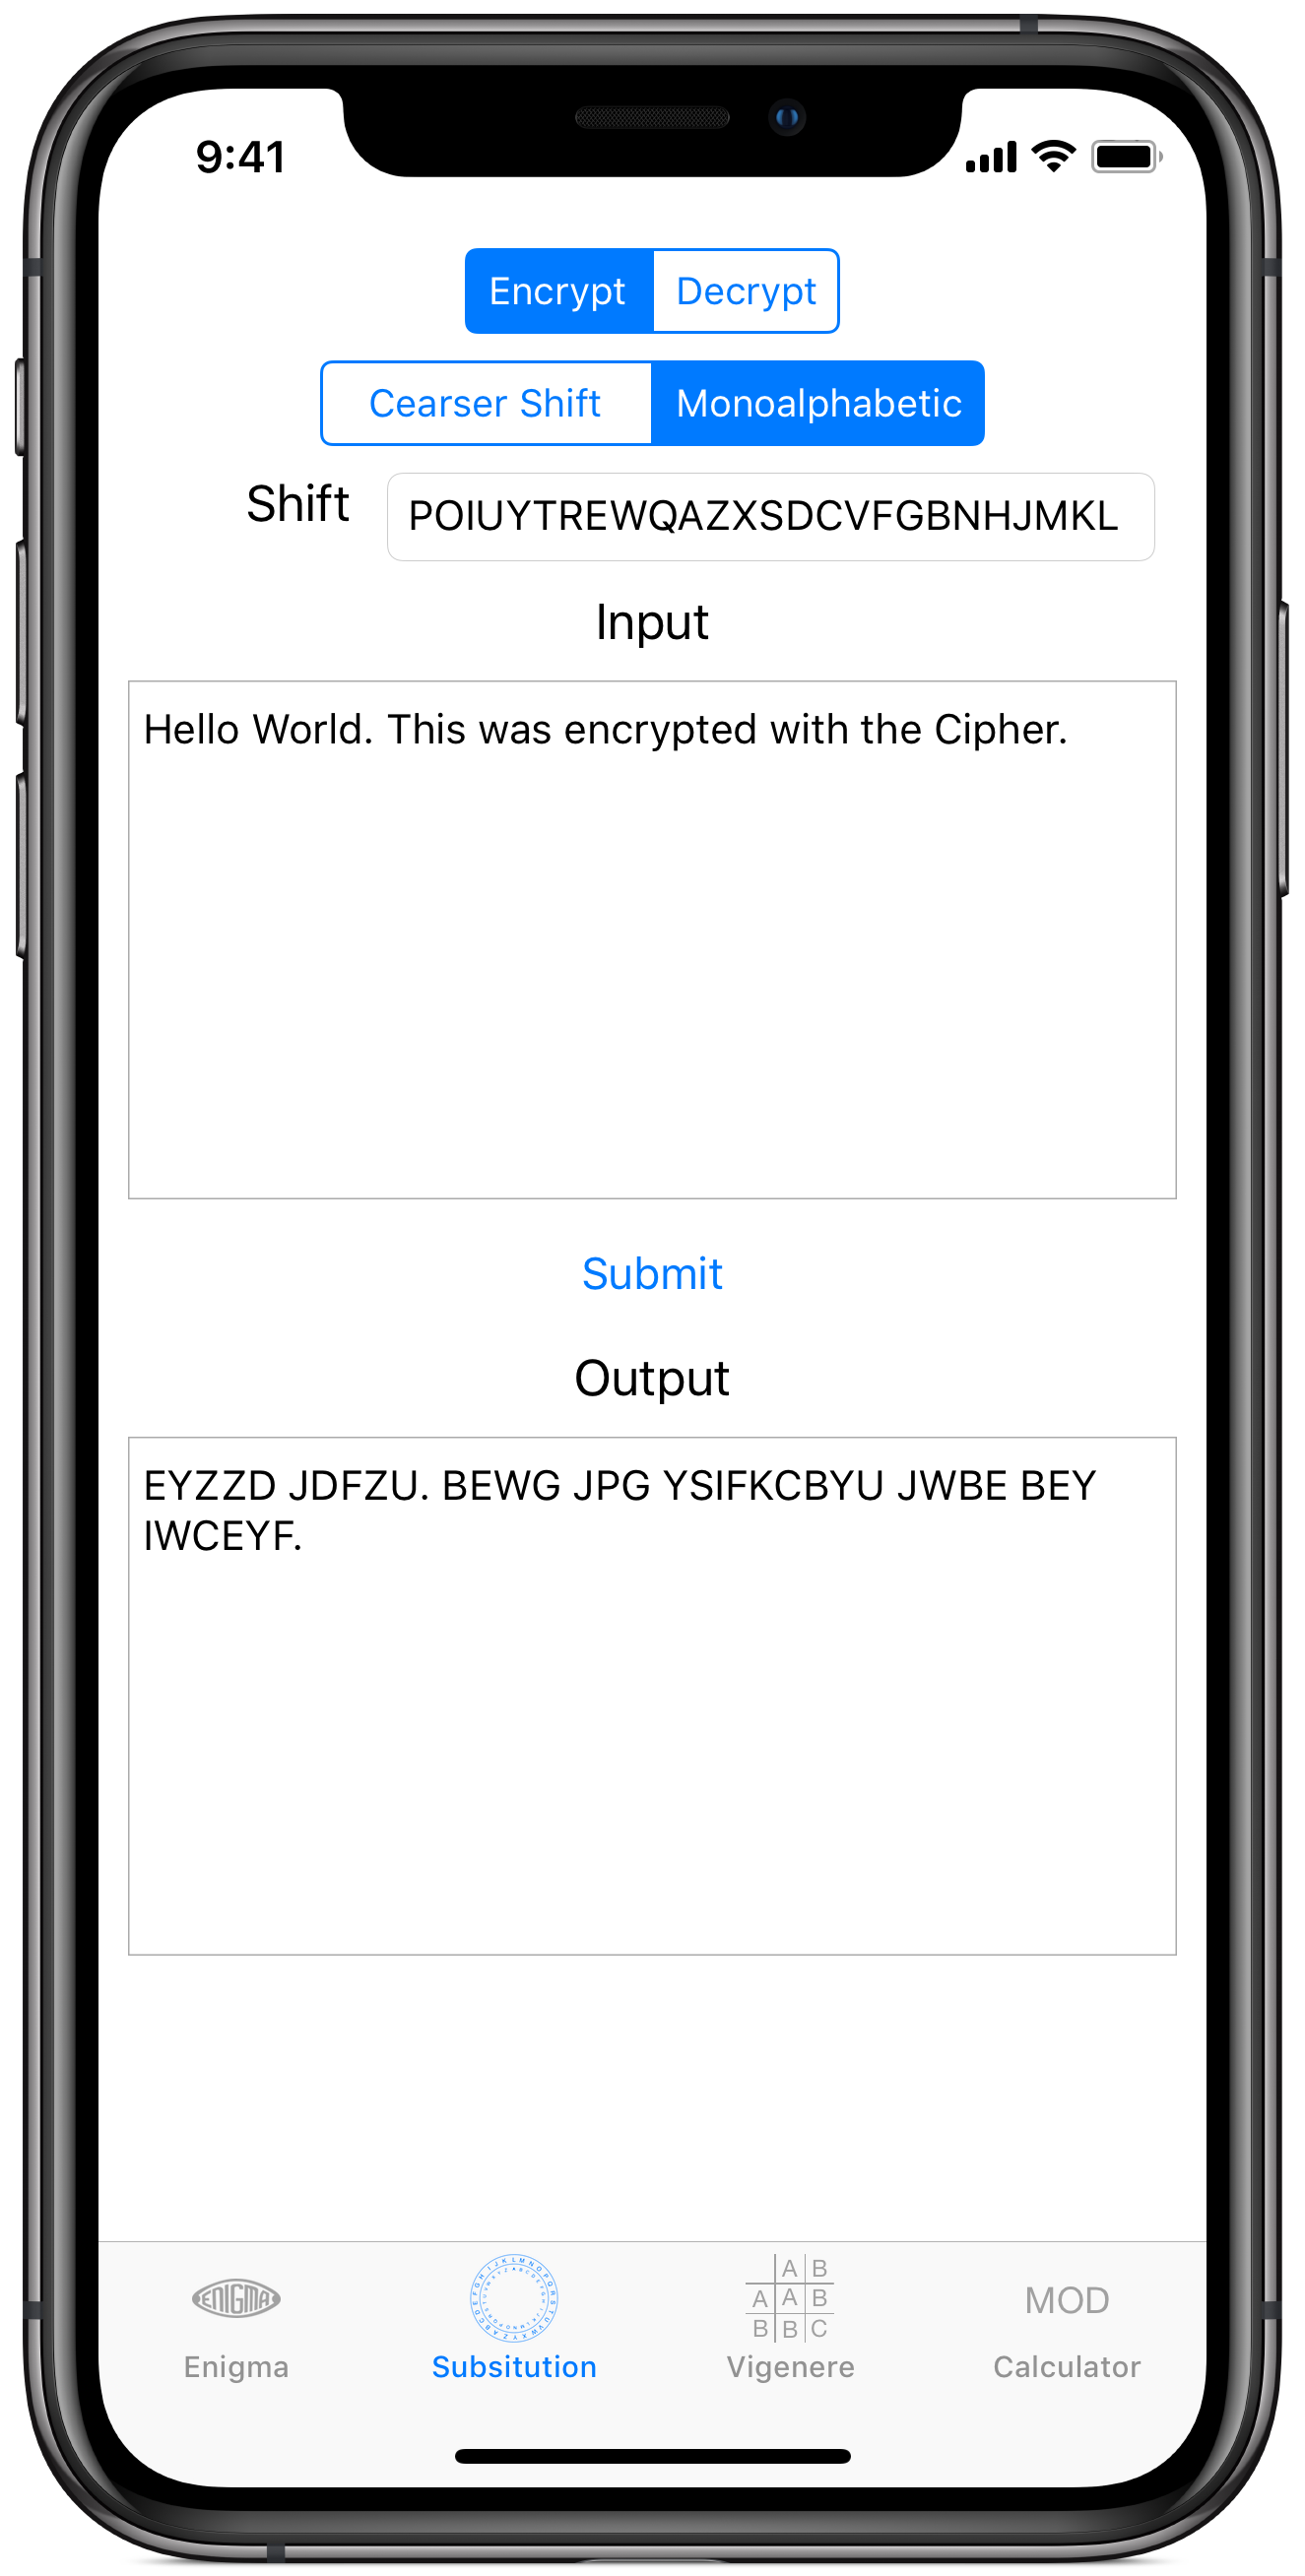 9:41
Encrypt Decrypt
Cearser Shift Monoalphabetic
Shift POIUYTREWQAZXSDCVFGBNHJMKL
Input
Hello World. This was encrypted with the Cipher.
Submit
Output
EYZZD JDFZU. BEWG JPG YSIFKCBYU JWBE BEY
IWCEYF.
ENIGMA A B MOD
A A B
B B C
Enigma Subsitution Vigenere Calculator